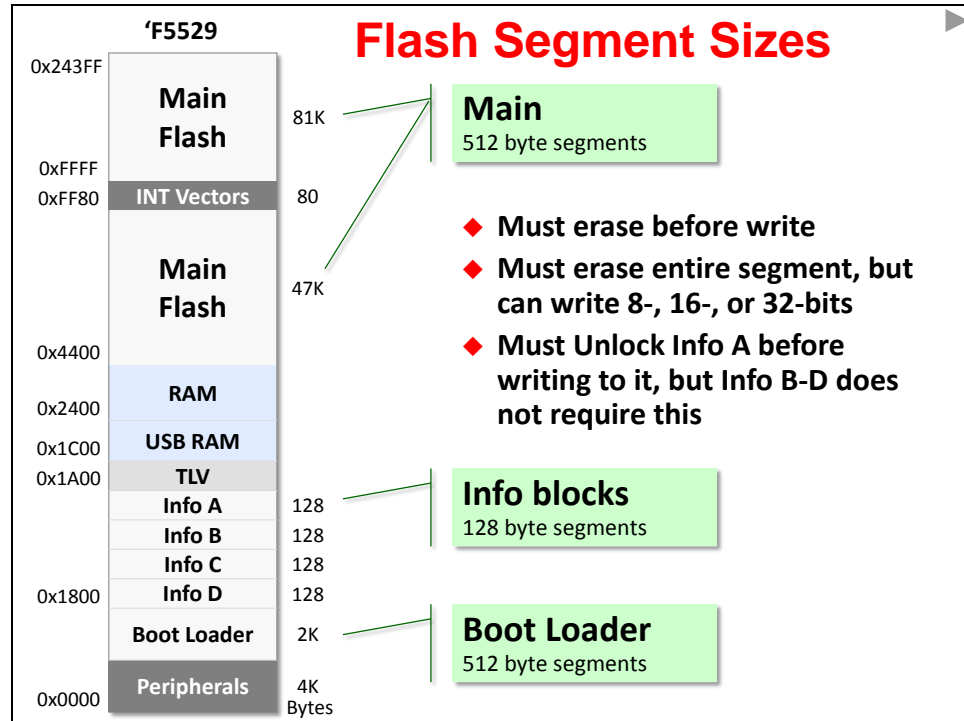 'F5529
Flash Segment Sizes
0x243FF
Main
Flash
81K
0xFFFF
0xFF80
INT Vectors
80
Main
Flash
47K
0x4400
RAM
0x2400
USB RAM
0x1C00
TLV
0x1A00
Info A
128
Info B
128
Info C
128
Info D
128
0x1800
Boot Loader
2K
Peripherals
4K
Bytes
0x0000
Main
512 byte segments
◆ Must erase before write
◆ Must erase entire segment, but
can write 8-, 16-, or 32-bits
◆ Must Unlock Info A before
writing to it, but Info B-D does
not require this
Info blocks
128 byte segments
Boot Loader
512 byte segments